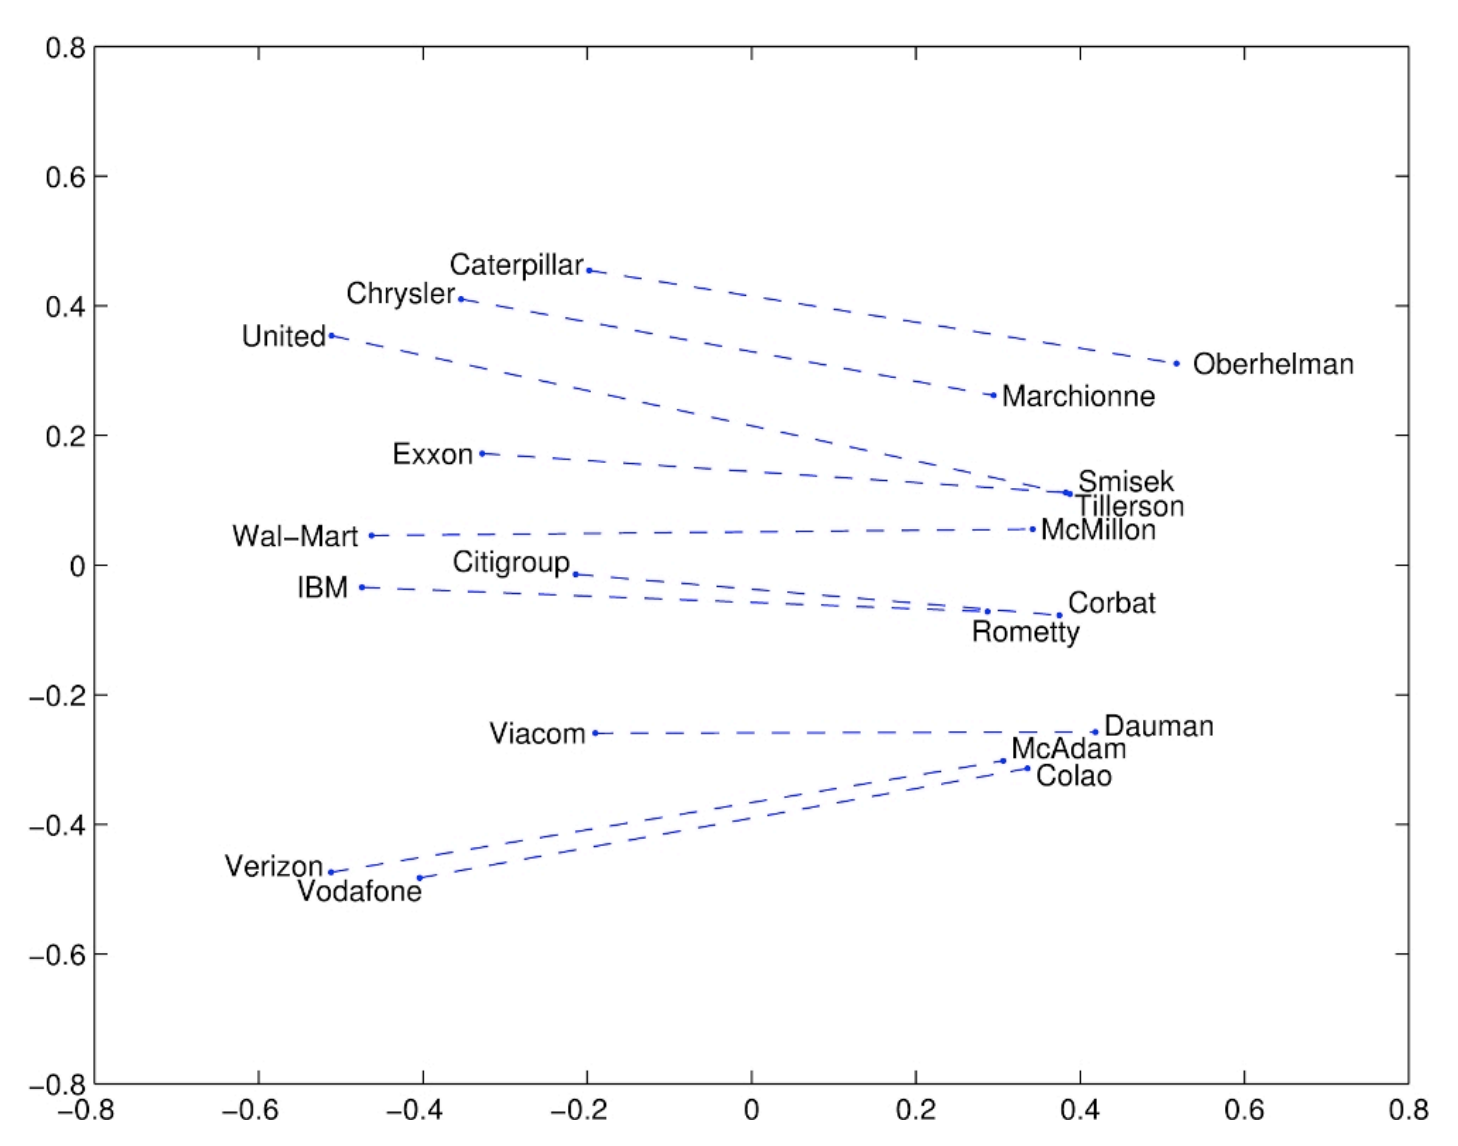 0.8
0.6
Caterpillar
Chrysler
0.4
United
Oberhelman
Marchionne
0.2
Exxon
Smisek
Tillerson
Wal−Mart
McMillon
0
Citigroup
IBM
Corbat
Rometty
−0.2
Viacom
Dauman
McAdam
Colao
−0.4
Verizon
Vodafone
−0.6
−0.8
−0.8 −0.6 −0.4 −0.2 0 0.2 0.4 0.6 0.8